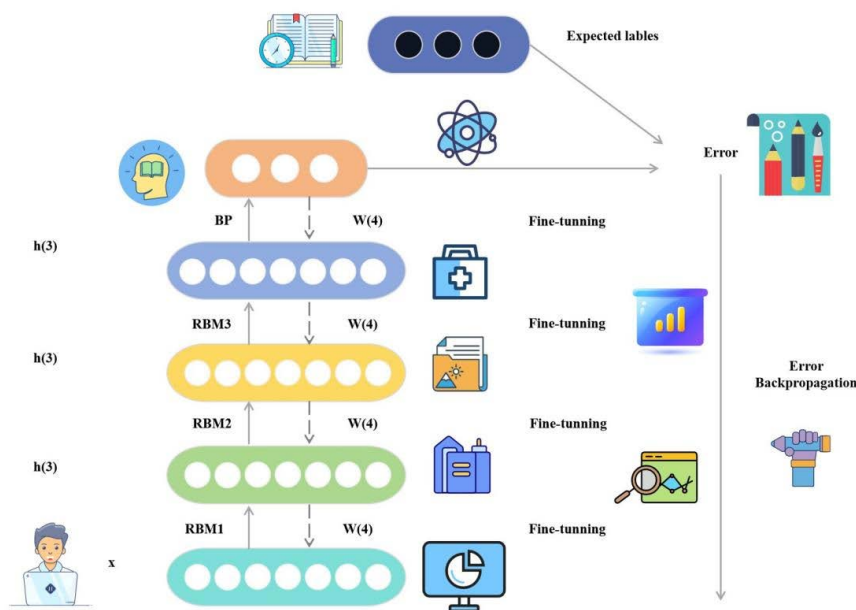 Expected lables
Error
BP
W(4)
Fine-tunning
h(3)
RBM3
W(4)
Fine-tunning
h(3)
Error
Backpropagation
RBM2
W(4)
Fine-tunning
h(3)
RBM1
W(4)
Fine-tunning
x